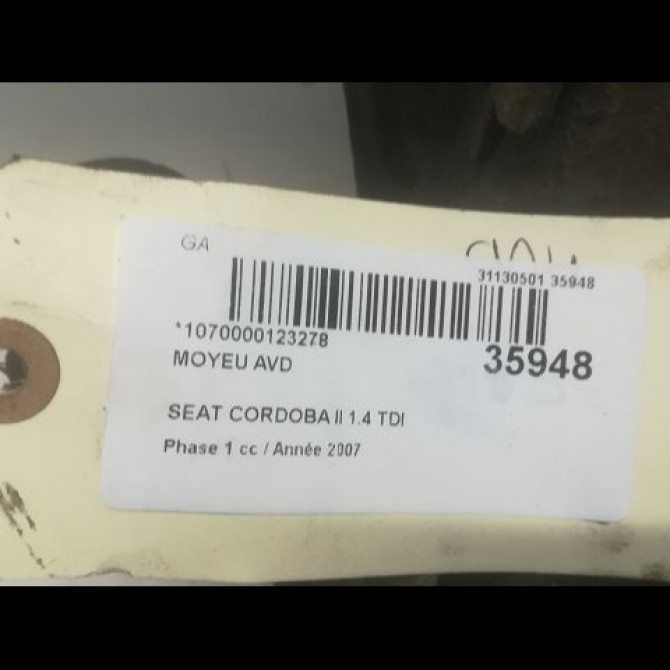 GA
31130501 35948
*1070000123278
35948
MOYEU AVD
SEAT CORDOBA II 1.4 TDI
Phase 1 cc / Année 2007